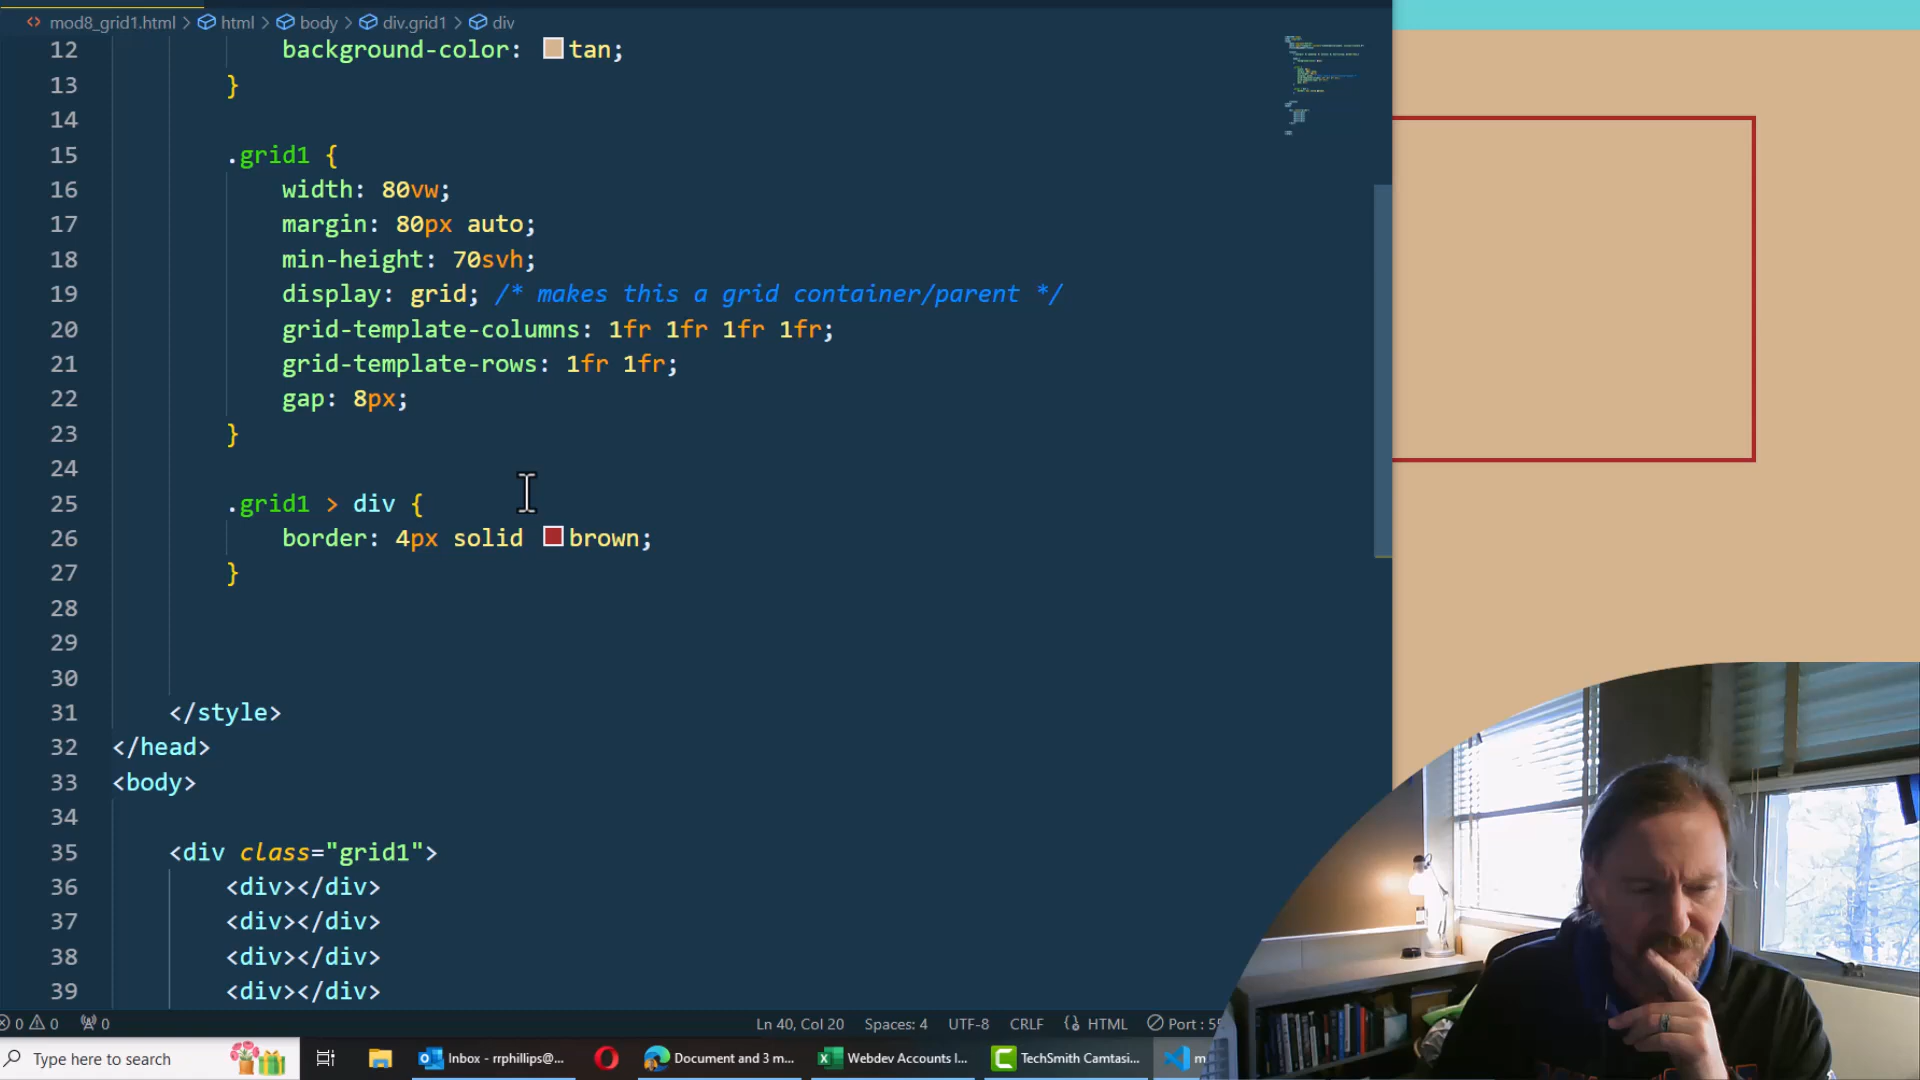 mod8_grid1.html > html > body > div.grid1 > div
12 background-color: tan;
13 }
14
15 .grid1 {
16 width: 80vw;
17 margin: 80px auto;
18 min-height: 70svh;
19 display: grid; /* makes this a grid container/parent */
20 grid-template-columns: 1fr 1fr 1fr 1fr;
21 grid-template-rows: 1fr 1fr;
22 gap: 8px;
23 }
24
25 .grid1 > div {
26 border: 4px solid brown;
27 }
28
29
30
31 </style>
32 </head>
33 <body>
34
35 <div class="grid1">
36 <div></div>
37 <div></div>
38 <div></div>
39 <div></div>
0 0 0 Ln 40, Col 20 Spaces: 4 UTF-8 CRLF {} HTML Port : 55
Type here to search Inbox - rrphillips@... Document and 3 m... Webdev Accounts I... TechSmith Camtasi... m